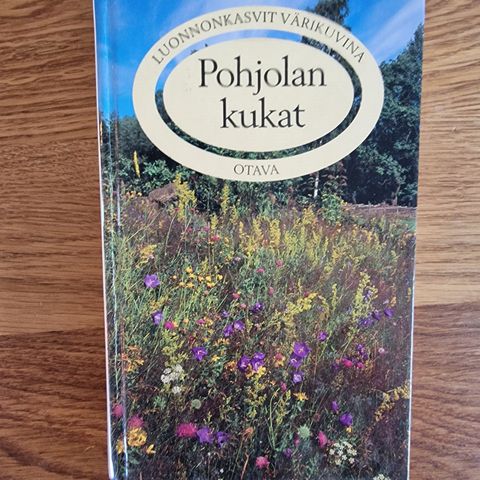 LUONNONKASVIT VÄRIKUVINA
Pohjolan
kukat
OTAVA